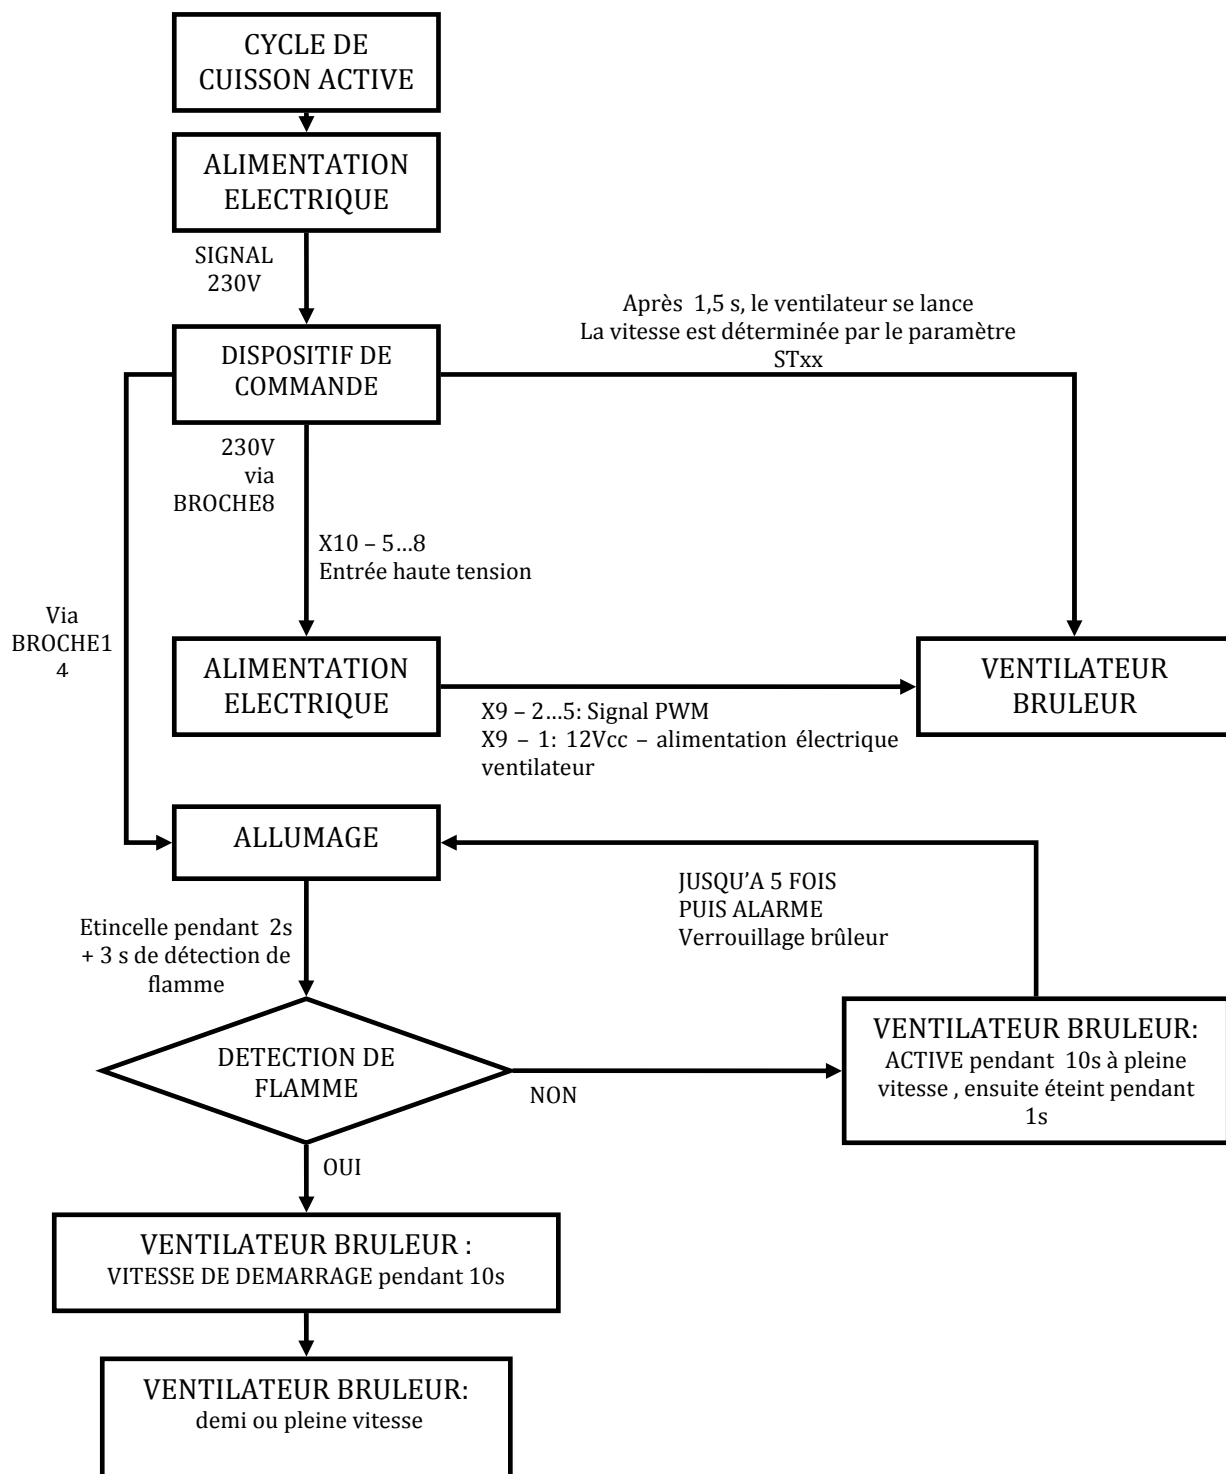 CYCLE DE
CUISSON ACTIVE
ALIMENTATION
ELECTRIQUE
SIGNAL
230V
Après 1,5 s, le ventilateur se lance
La vitesse est déterminée par le paramètre
STxx
DISPOSITIF DE
COMMANDE
230V
via
BROCHE8
X10 – 5…8
Entrée haute tension
Via
BROCHE1
4
ALIMENTATION
ELECTRIQUE
VENTILATEUR
BRULEUR
X9 – 2…5: Signal PWM
X9 – 1: 12Vcc – alimentation électrique
ventilateur
ALLUMAGE
JUSQU'A 5 FOIS
PUIS ALARME
Verrouillage brûleur
Etincelle pendant 2s
+ 3 s de détection de
flamme
VENTILATEUR BRULEUR:
ACTIVE pendant 10s à pleine
vitesse , ensuite éteint pendant
1s
DETECTION DE
FLAMME
NON
OUI
VENTILATEUR BRULEUR :
VITESSE DE DEMARRAGE pendant 10s
VENTILATEUR BRULEUR:
demi ou pleine vitesse